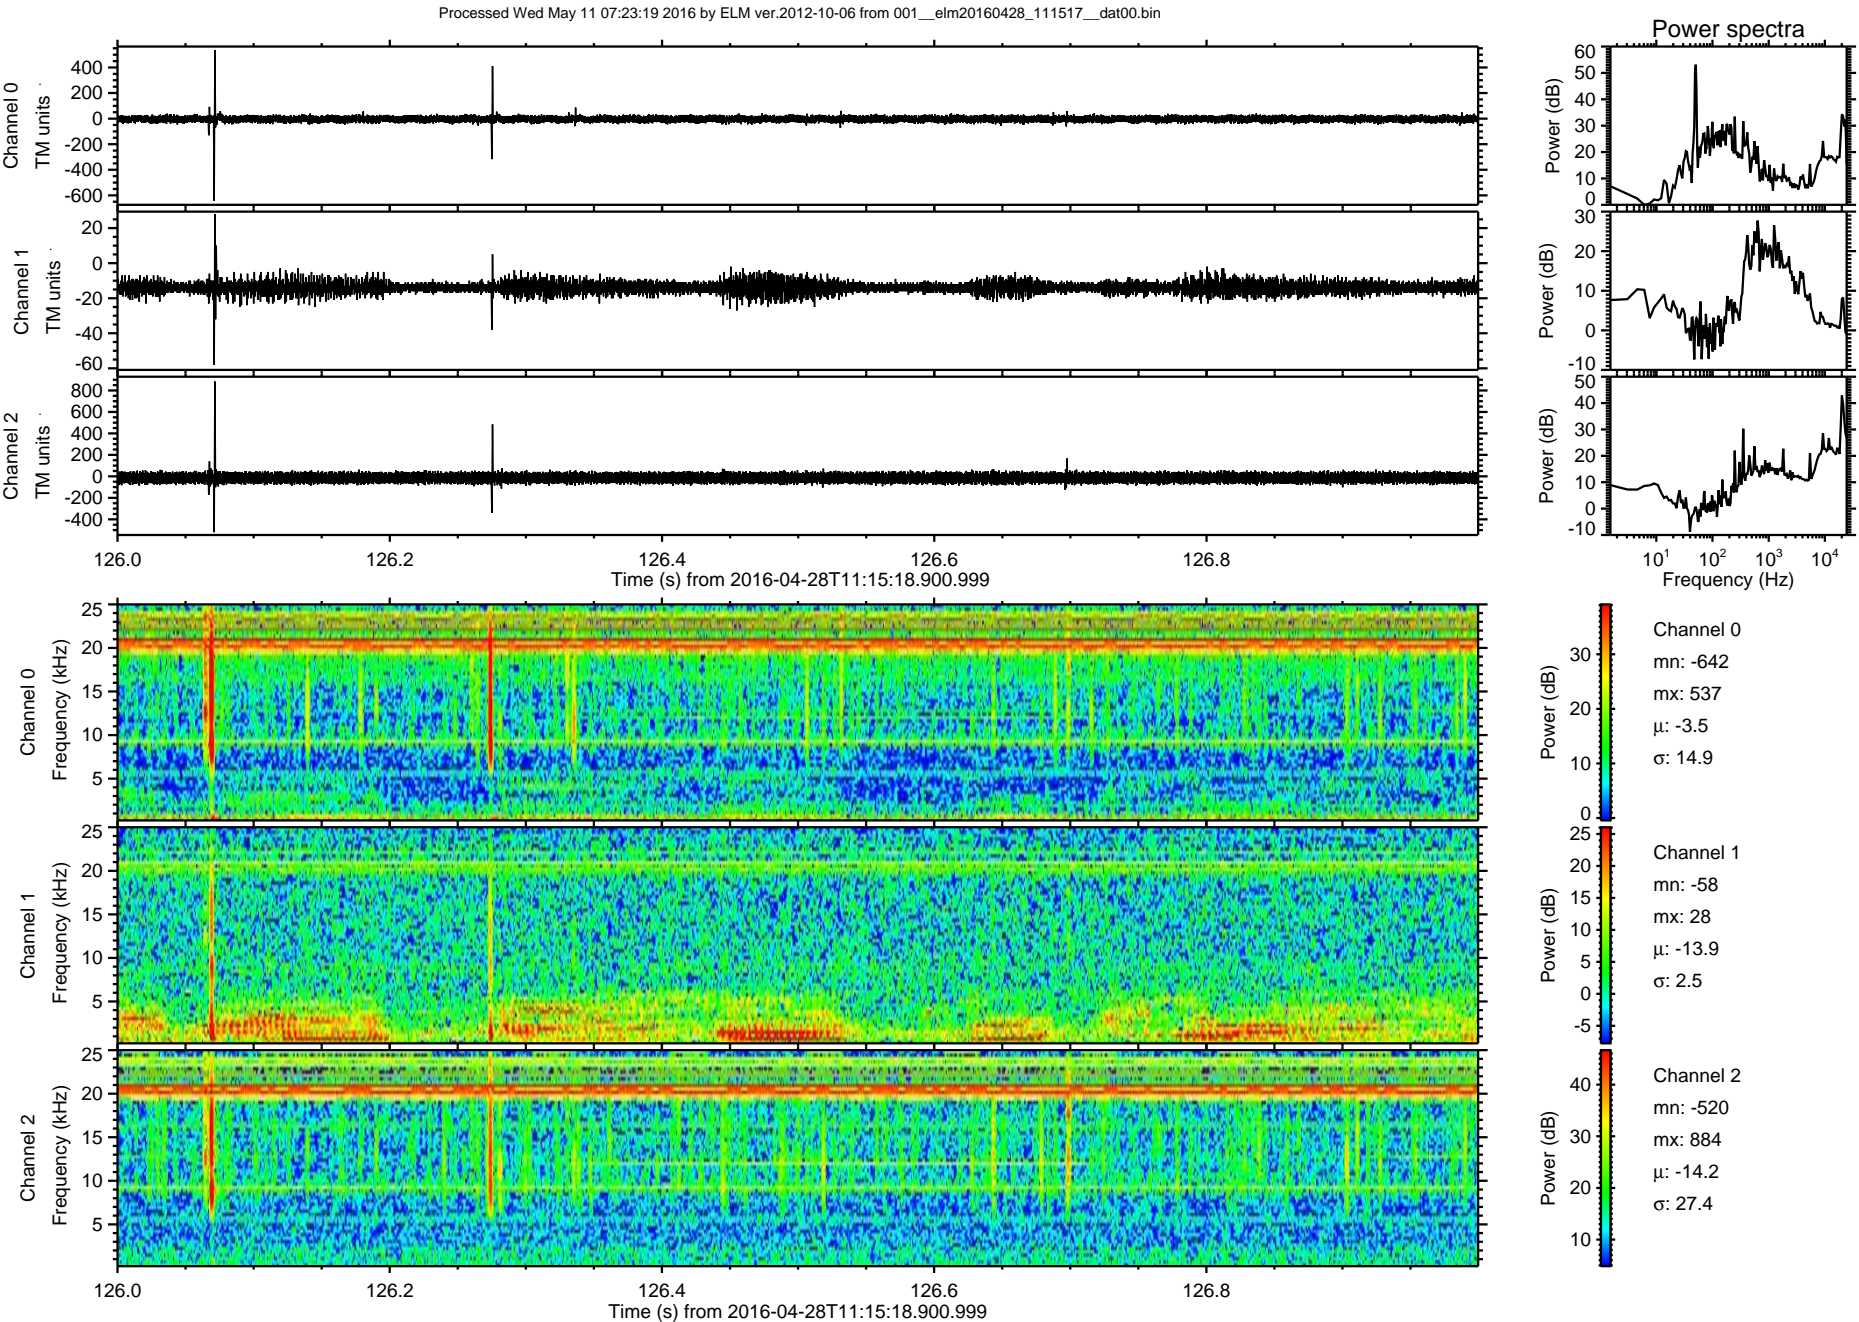 Processed Wed May 11 07:23:19 2016 by ELM ver.2012-10-06 from 001__elm20160428_111517__dat00.bin
Power spectra
Channel 0
TM units
400
200
0
-200
-400
-600
Power (dB)
60
50
40
30
20
10
0
Channel 1
TM units
20
0
-20
-40
-60
Power (dB)
30
20
10
0
-10
Channel 2
TM units
800
600
400
200
0
-200
-400
Power (dB)
50
40
30
20
10
0
-10
126.0 126.2 126.4 126.6 126.8
Time (s) from 2016-04-28T11:15:18.900.999
10¹ 10² 10³ 10⁴
Frequency (Hz)
Channel 0
Frequency (kHz)
25
20
15
10
5
Power (dB)
30
20
10
0
Channel 0
mn: -642
mx: 537
µ: -3.5
σ: 14.9
Channel 1
Frequency (kHz)
25
20
15
10
5
Power (dB)
25
20
15
10
5
0
-5
Channel 1
mn: -58
mx: 28
µ: -13.9
σ: 2.5
Channel 2
Frequency (kHz)
25
20
15
10
5
Power (dB)
40
30
20
10
Channel 2
mn: -520
mx: 884
µ: -14.2
σ: 27.4
126.0 126.2 126.4 126.6 126.8
Time (s) from 2016-04-28T11:15:18.900.999